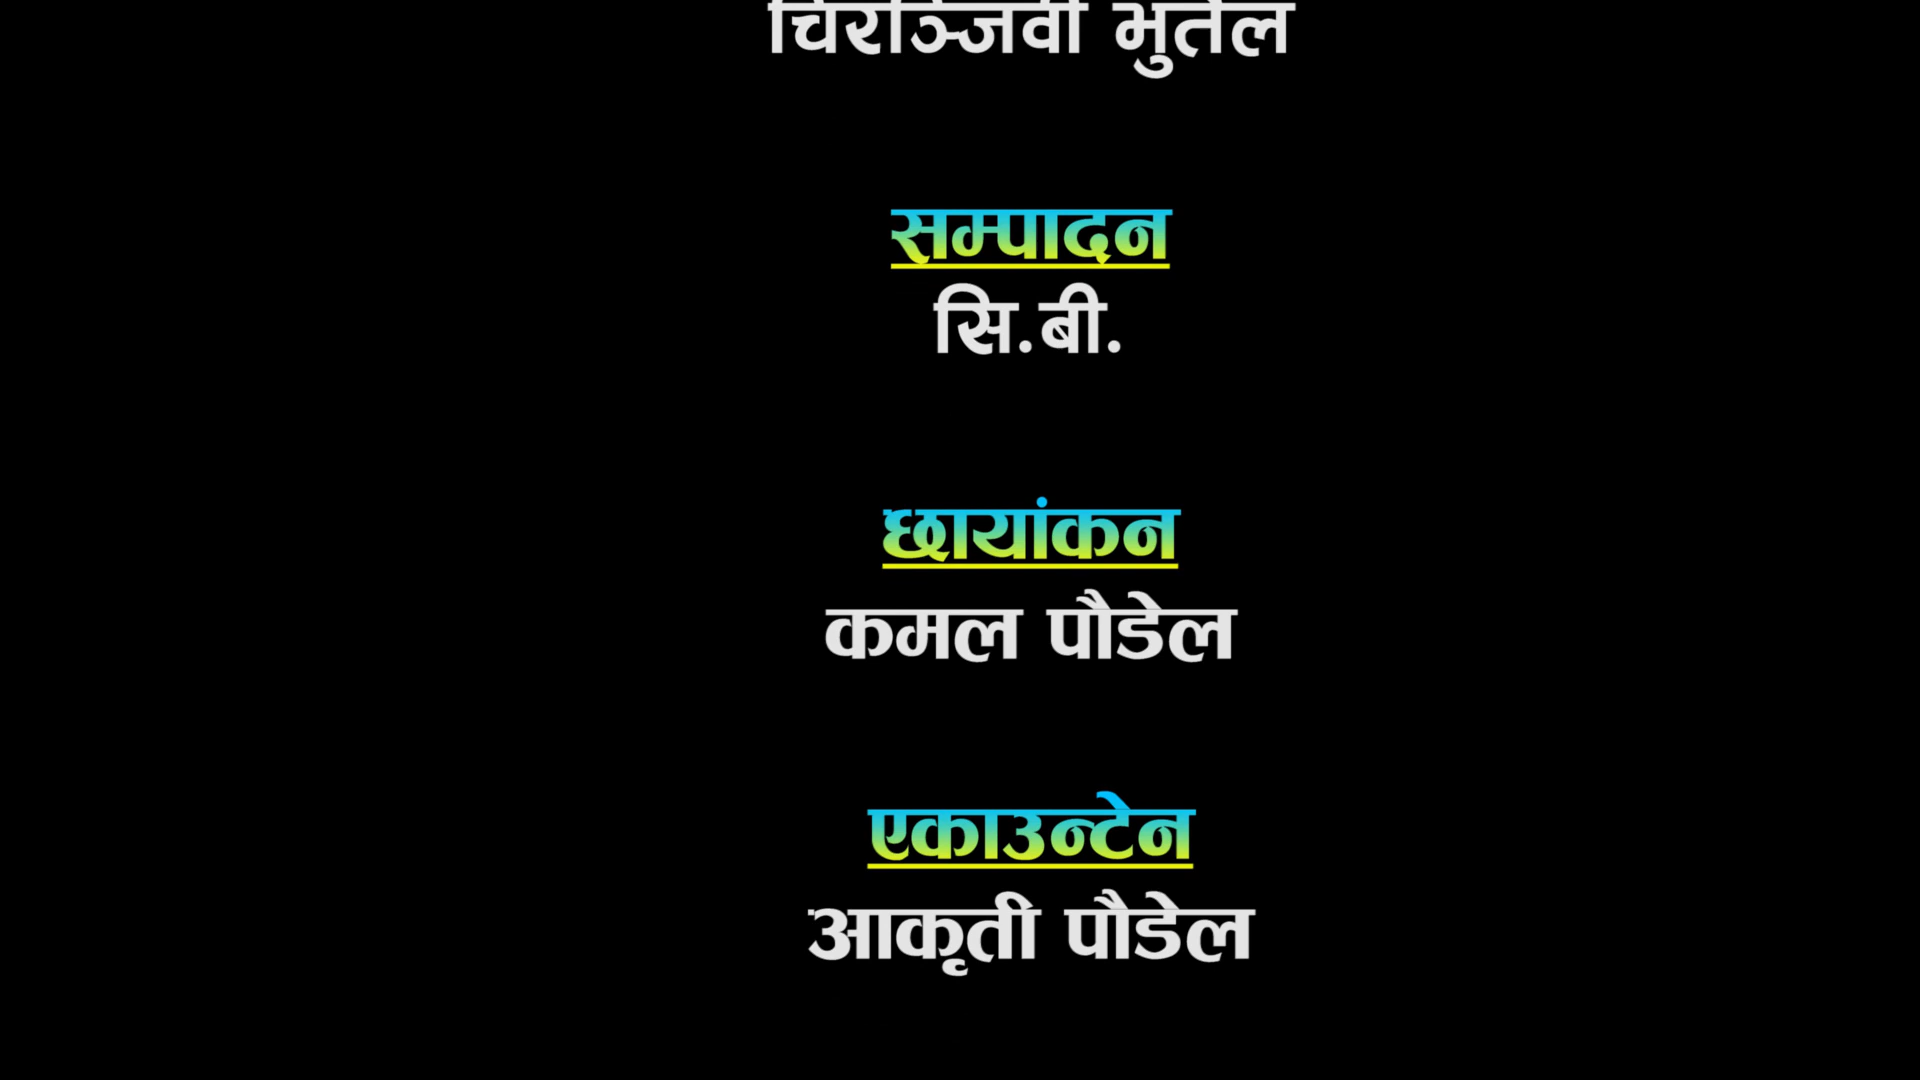 चिरञ्जिवी भुतेल
सम्पादन
सि.बी.
छायांकन
कमल पौडेल
एकाउन्टेन
आकृती पौडेल